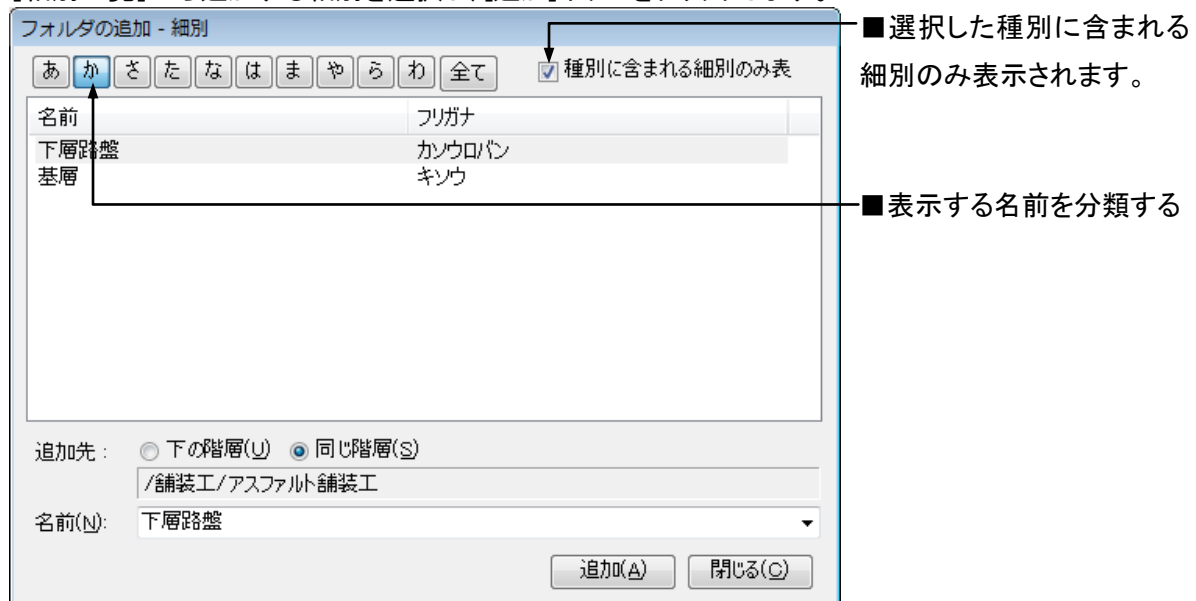 フォルダの追加 - 細別
あ か さ た な は ま や ら わ 全て 種別に含まれる細別のみ表
■選択した種別に含まれる
細別のみ表示されます。
名前 フリガナ
下層路盤 カソウロバン
基層 キソウ
■表示する名前を分類する
追加先： 下の階層(U) 同じ階層(S)
/舗装工/アスファルト舗装工
名前(N): 下層路盤
追加(A) 閉じる(C)